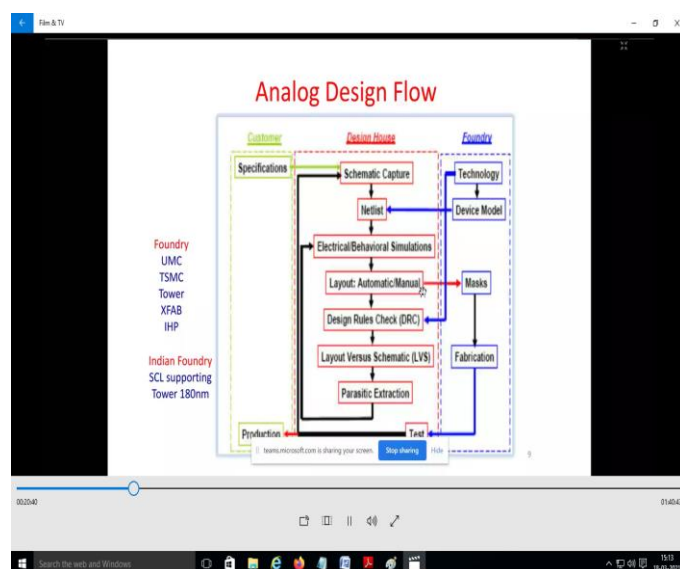 Film & TV
Analog Design Flow
Customer
Design House
Foundry
Specifications
Schematic Capture
Technology
Netlist
Device Model
Electrical/Behavioral Simulations
Layout: Automatic/Manual
Masks
Design Rules Check (DRC)
Layout Versus Schematic (LVS)
Fabrication
Parasitic Extraction
Production
Test
Foundry
UMC
TSMC
Tower
XFAB
IHP
Indian Foundry
SCL supporting
Tower 180nm
teams.microsoft.com is sharing your screen.
Stop sharing
Hide
9
00:20:40
Search the web and Windows
15:13